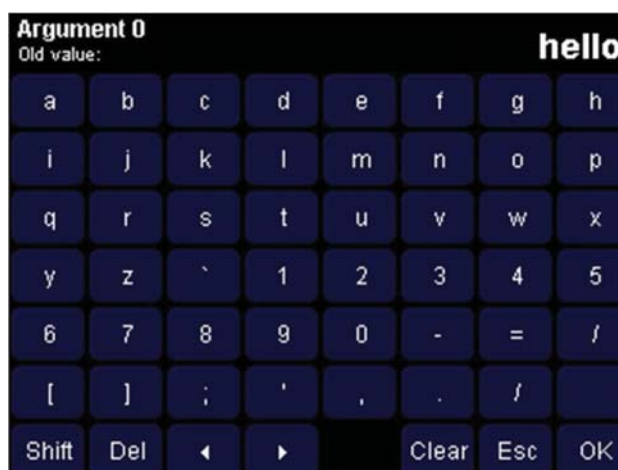 Argument 0
Old value:
hello
a b c d e f g h
i j k l m n o p
q r s t u v w x
y z ` 1 2 3 4 5
6 7 8 9 0 - = /
[ ] ; ' , . /
Shift Del ◄ ► Clear Esc OK